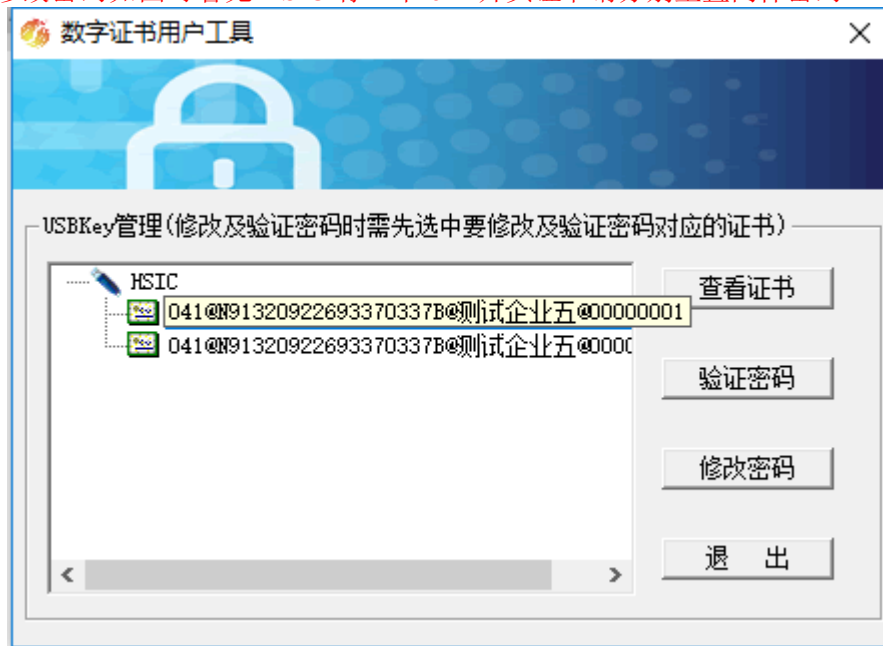 数字证书用户工具
USBKey管理(修改及验证密码时需先选中要修改及验证密码对应的证书)
HSIC
查看证书
041@N91320922693370337B@测试企业五@00000001
041@N91320922693370337B@测试企业五@0000
验证密码
修改密码
退 出